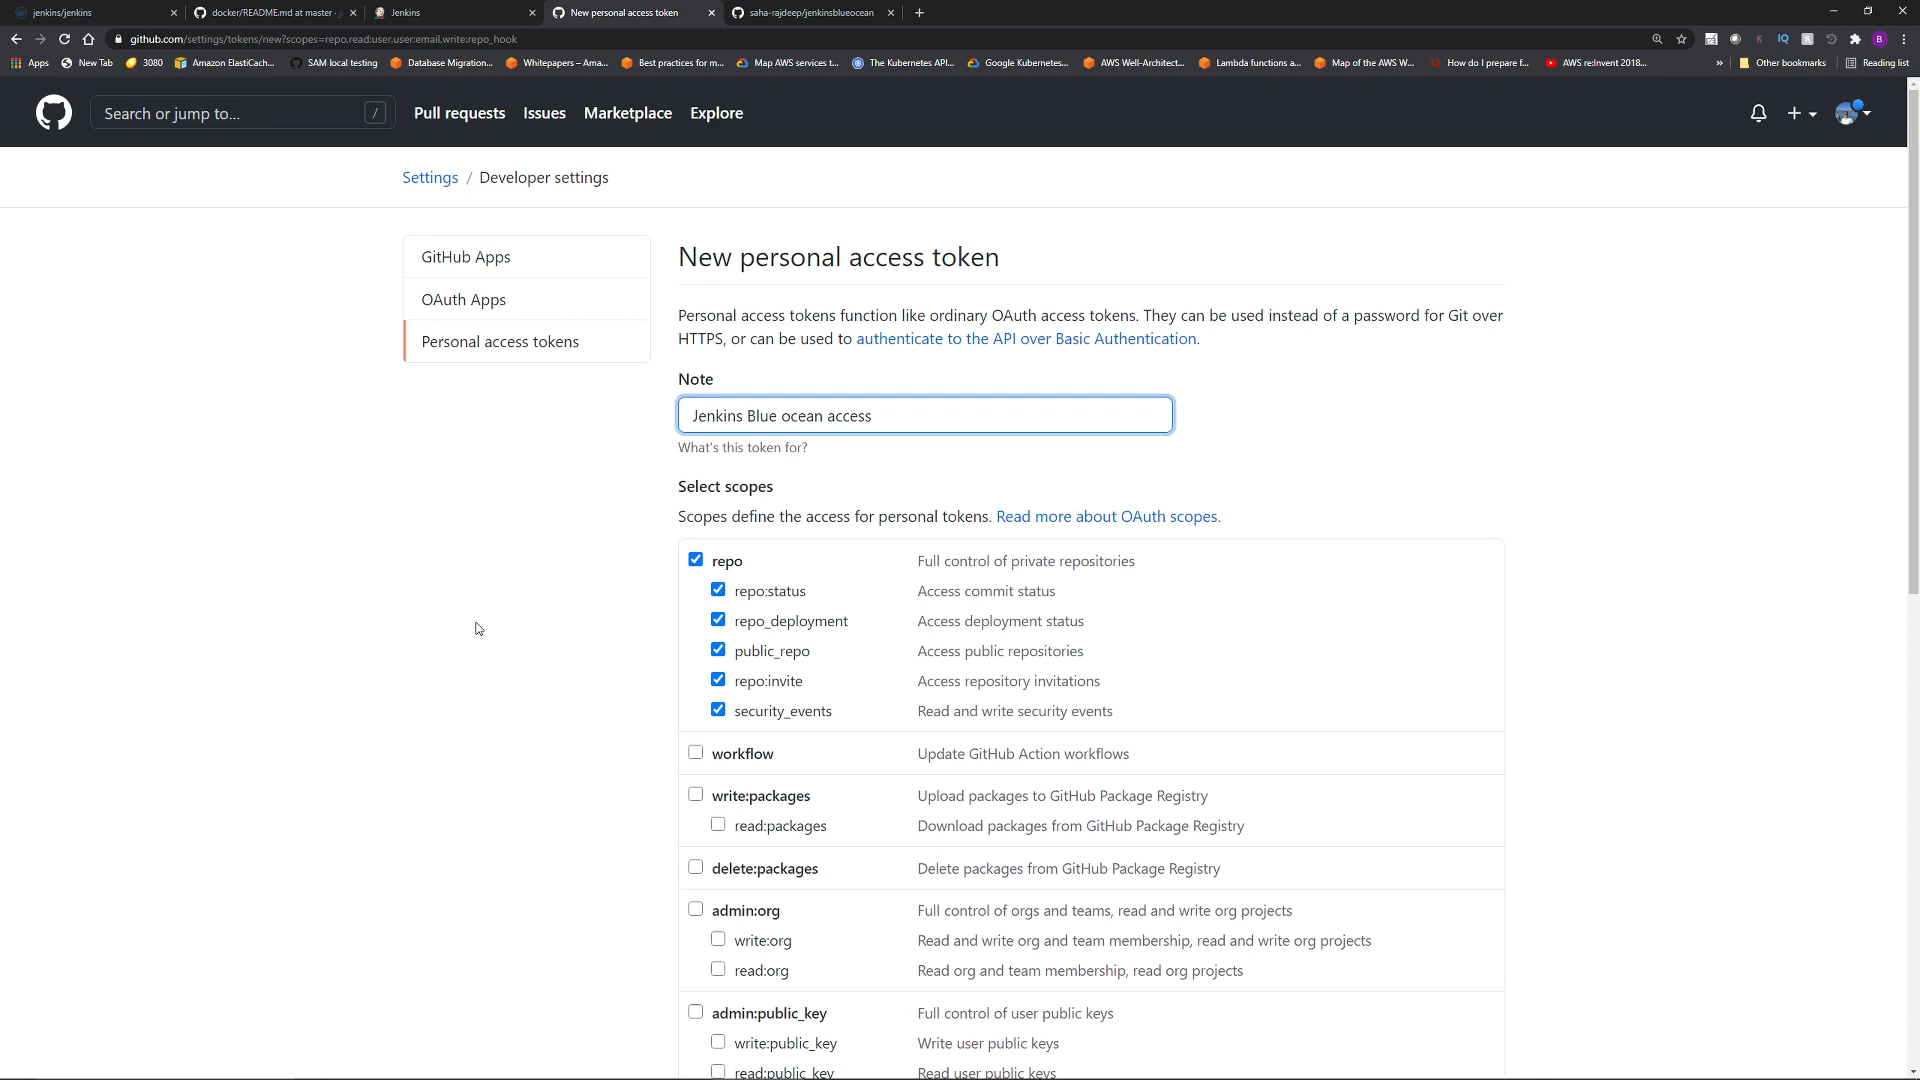 jenkins/jenkins
docker/README.md at master · j
Jenkins
New personal access token
saha-rajdeep/jenkinsblueocean
github.com/settings/tokens/new?scopes=repo,read:user,user:email,write:repo_hook
Apps
New Tab
3080
Amazon ElastiCach...
SAM local testing
Database Migration...
Whitepapers – Ama...
Best practices for m...
Map AWS services t...
The Kubernetes API...
Google Kubernetes...
AWS Well-Architect...
Lambda functions a...
Map of the AWS W...
How do I prepare f...
AWS re:Invent 2018...
»
Other bookmarks
Reading list
Search or jump to...
/
Pull requests
Issues
Marketplace
Explore
Settings / Developer settings
GitHub Apps
OAuth Apps
Personal access tokens
New personal access token
Personal access tokens function like ordinary OAuth access tokens. They can be used instead of a password for Git over
HTTPS, or can be used to authenticate to the API over Basic Authentication.
Note
Jenkins Blue ocean access
What's this token for?
Select scopes
Scopes define the access for personal tokens. Read more about OAuth scopes.
repo Full control of private repositories
repo:status Access commit status
repo_deployment Access deployment status
public_repo Access public repositories
repo:invite Access repository invitations
security_events Read and write security events
workflow Update GitHub Action workflows
write:packages Upload packages to GitHub Package Registry
read:packages Download packages from GitHub Package Registry
delete:packages Delete packages from GitHub Package Registry
admin:org Full control of orgs and teams, read and write org projects
write:org Read and write org and team membership, read and write org projects
read:org Read org and team membership, read org projects
admin:public_key Full control of user public keys
write:public_key Write user public keys
read:public_key Read user public keys